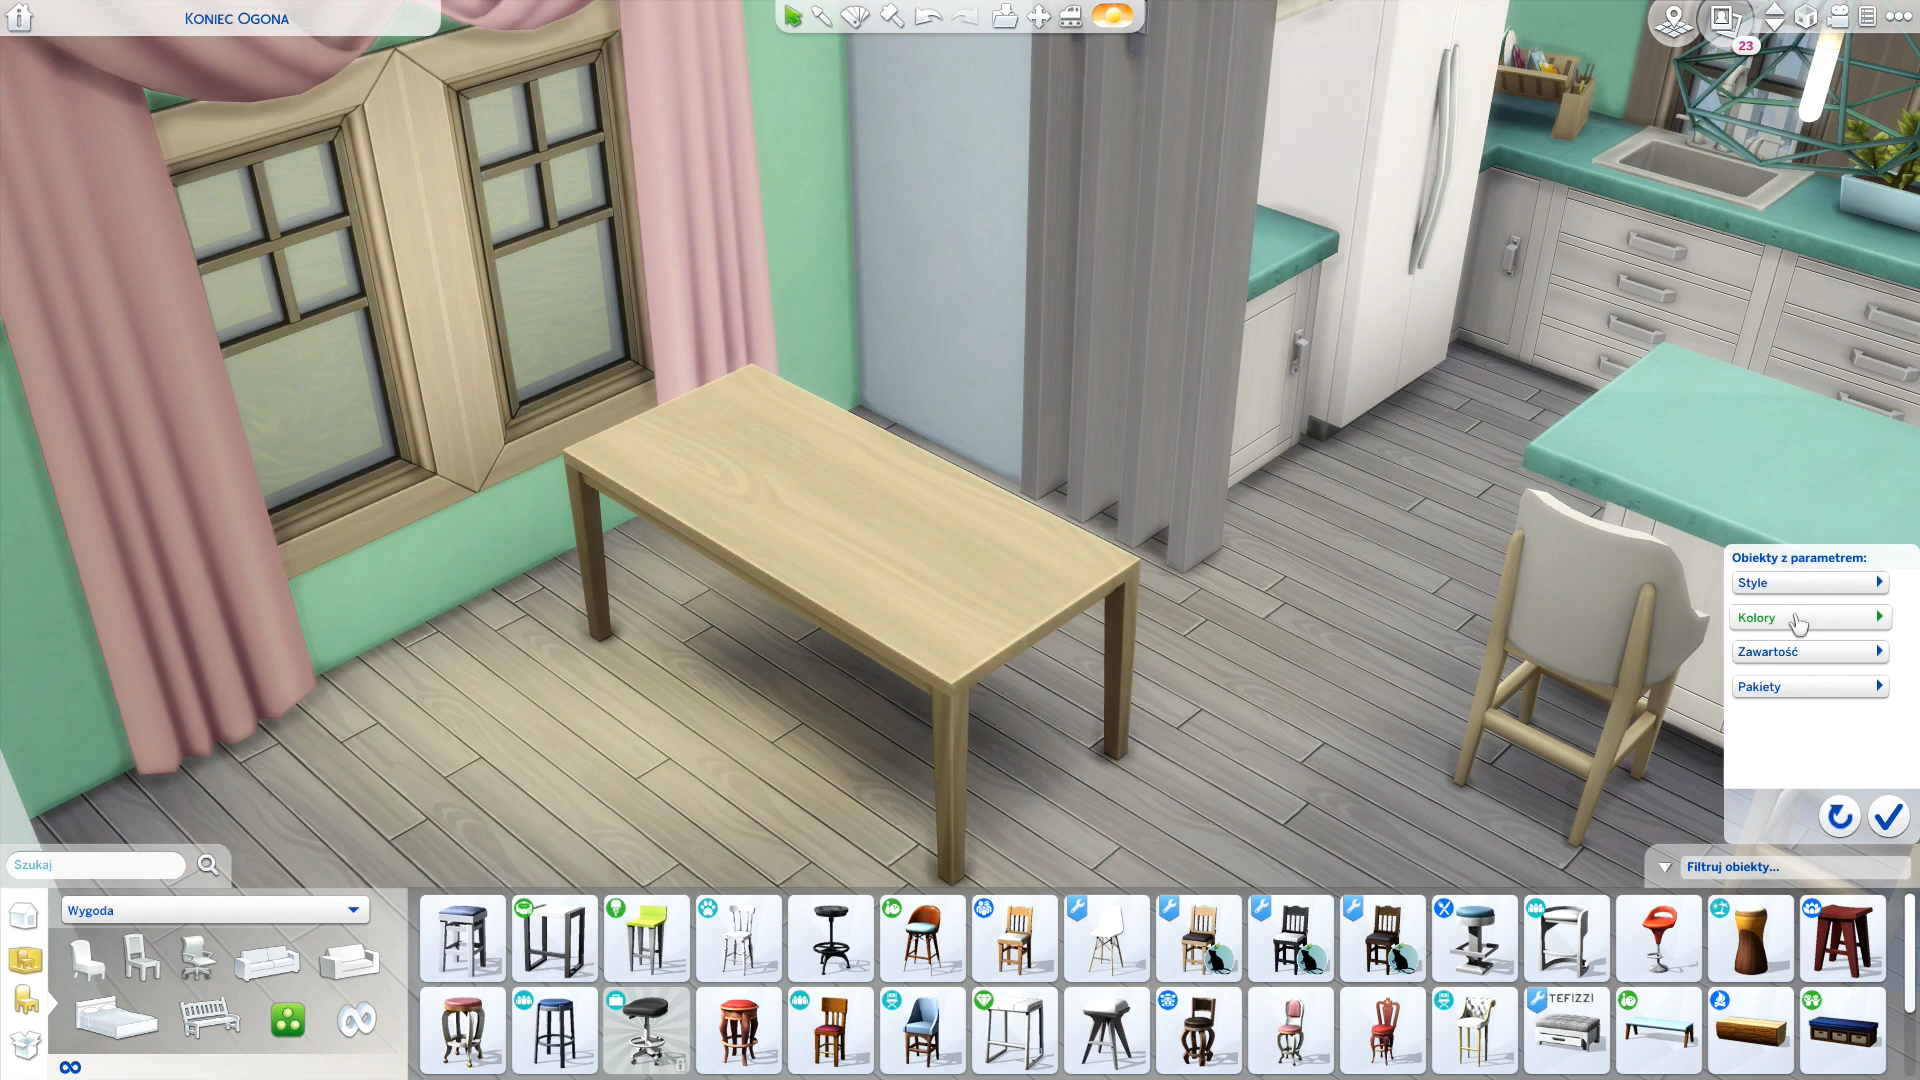 Koniec Ogona
23
Obiekty z parametrem:
Style
Kolory
Zawartość
Pakiety
Szukaj
Filtruj obiekty...
Wygoda
TEFIZZI